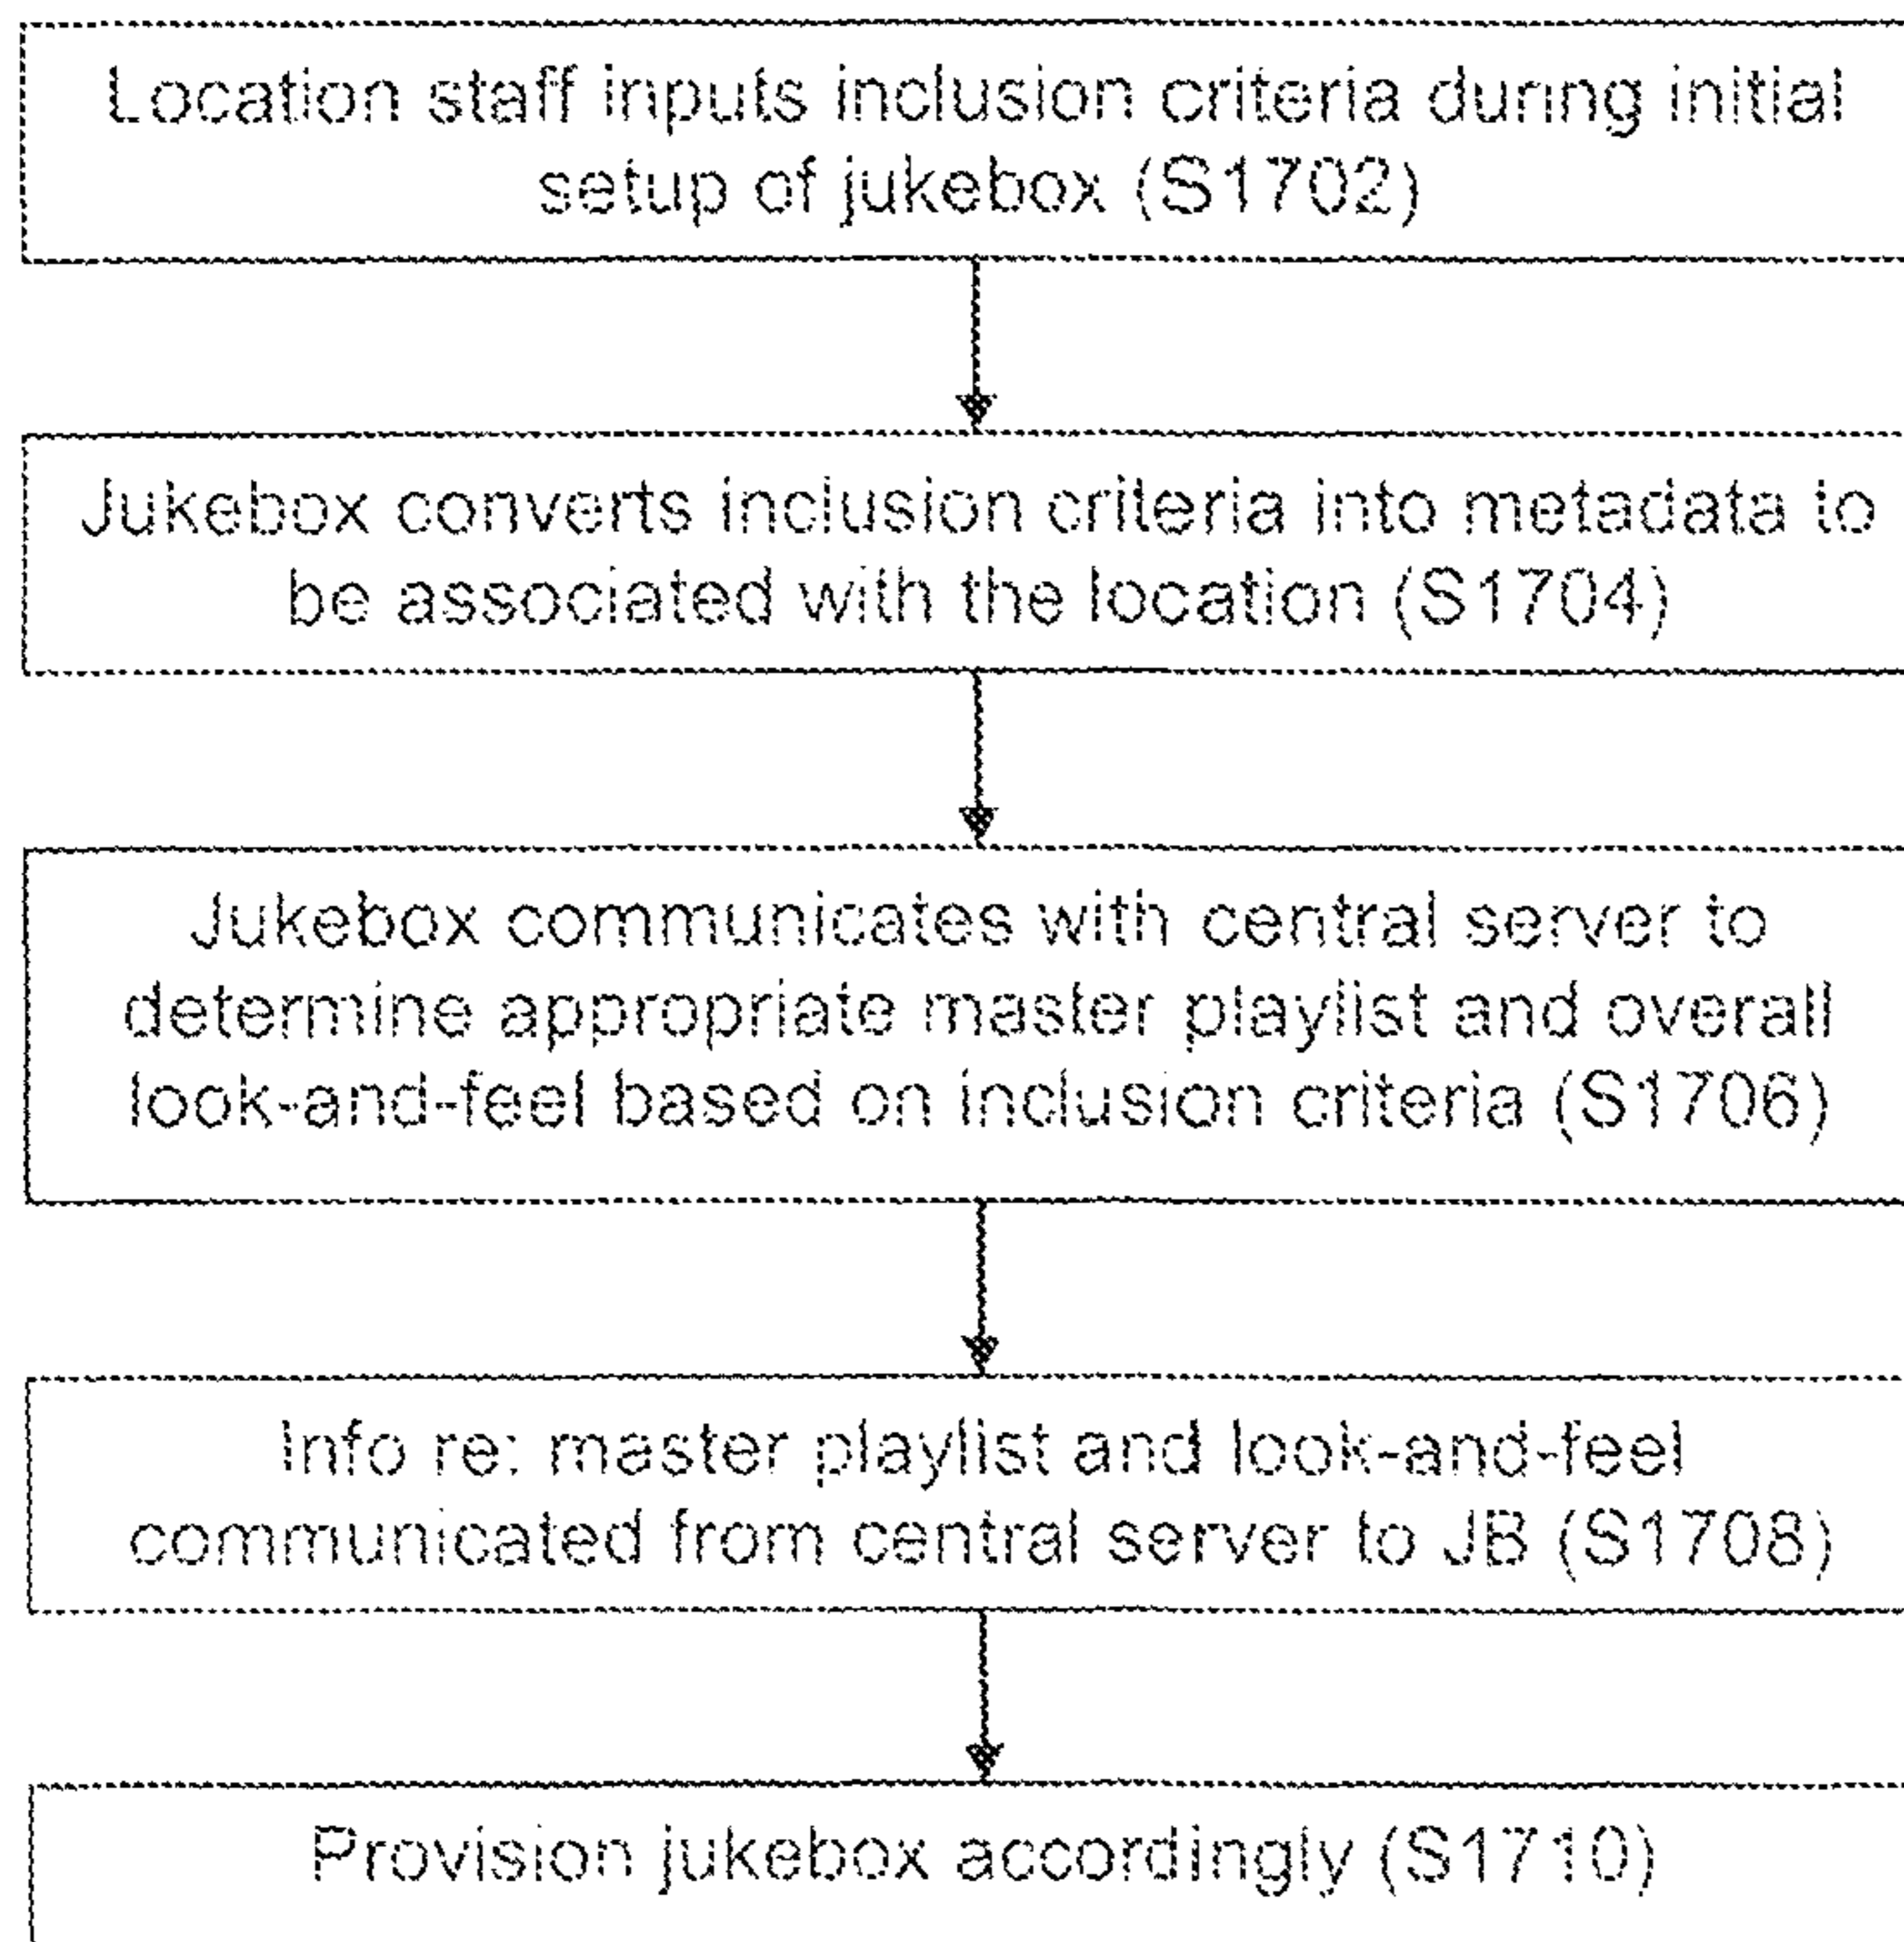 Location staff inputs inclusion criteria during initial
setup of jukebox (S1702)
Jukebox converts inclusion criteria into metadata to
be associated with the location (S1704)
Jukebox communicates with central server to
determine appropriate master playlist and overall
look-and-feel based on inclusion criteria (S1706)
Info re: master playlist and look-and-feel
communicated from central server to JB (S1708)
Provision jukebox accordingly (S1710)